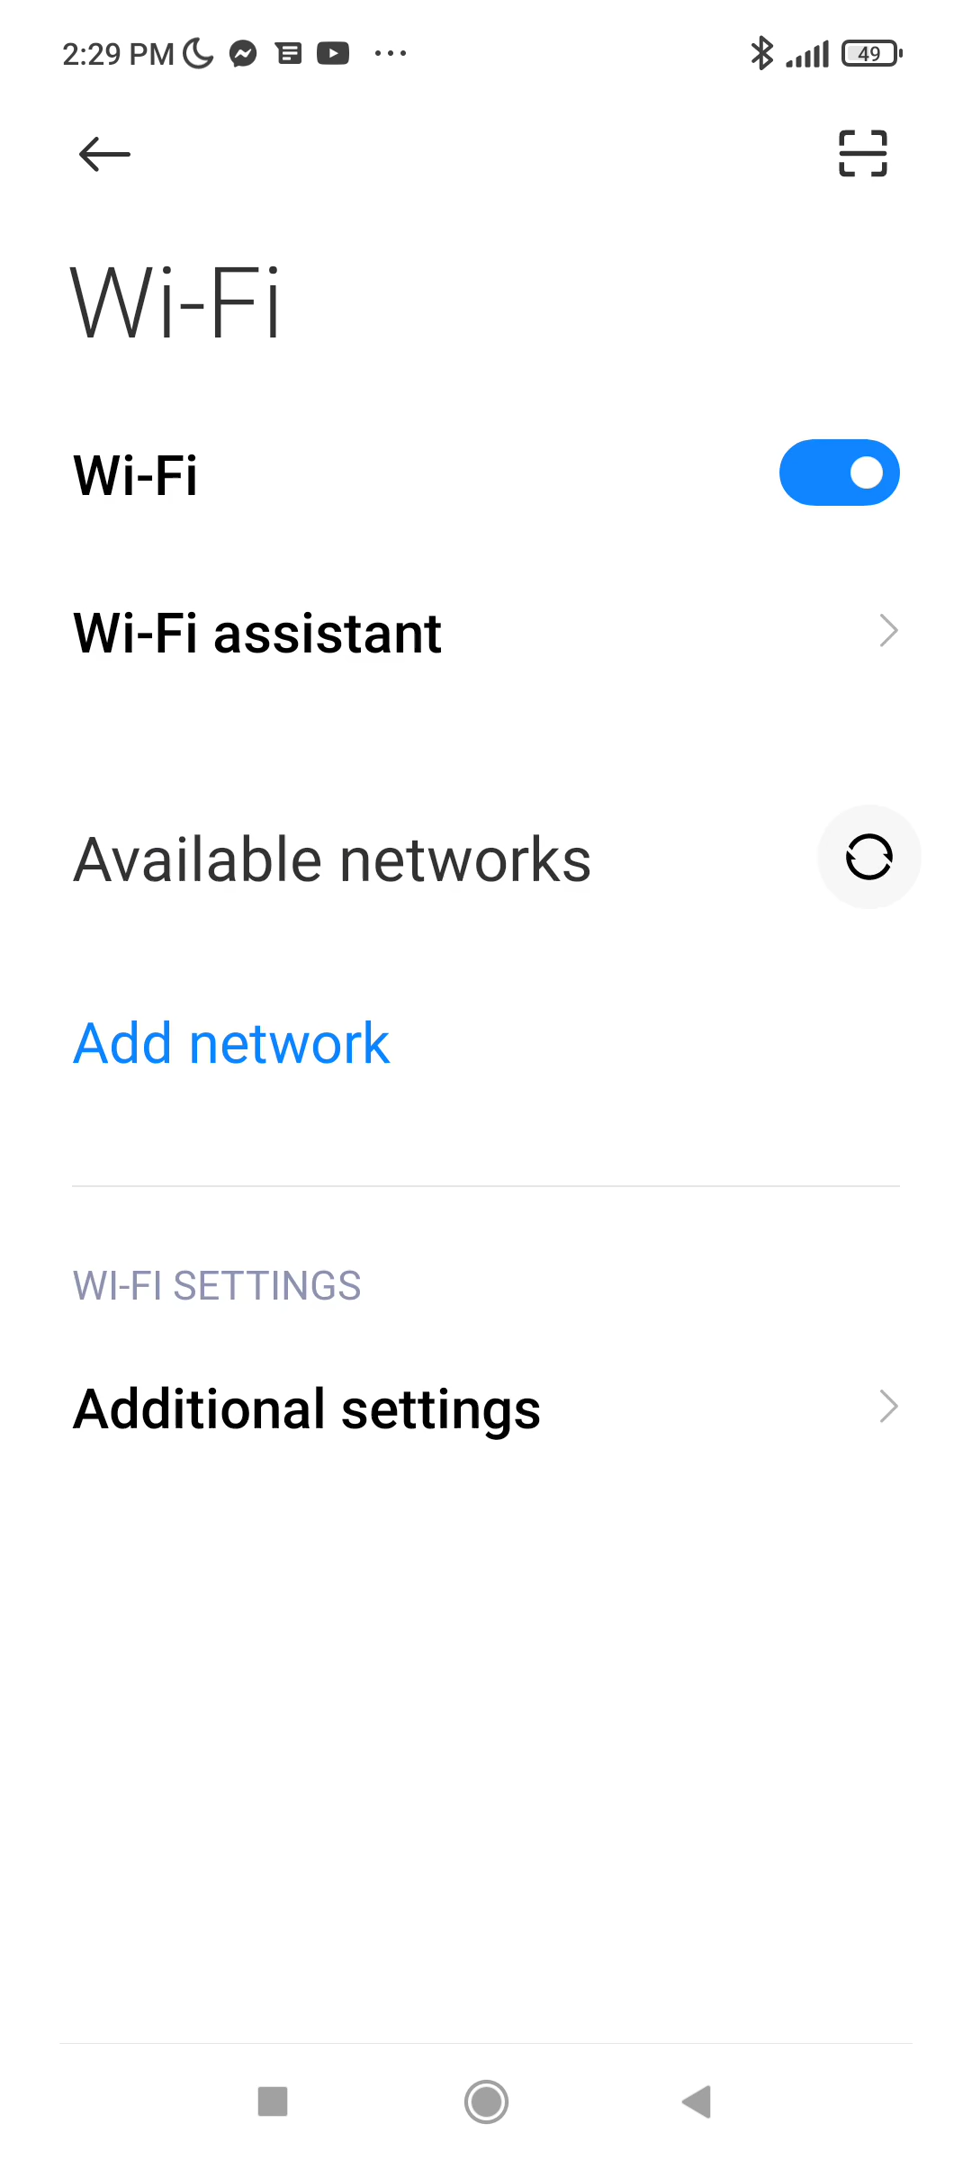 2:29 PM
49
Wi-Fi
Wi-Fi
Wi-Fi assistant
Available networks
Add network
WI-FI SETTINGS
Additional settings